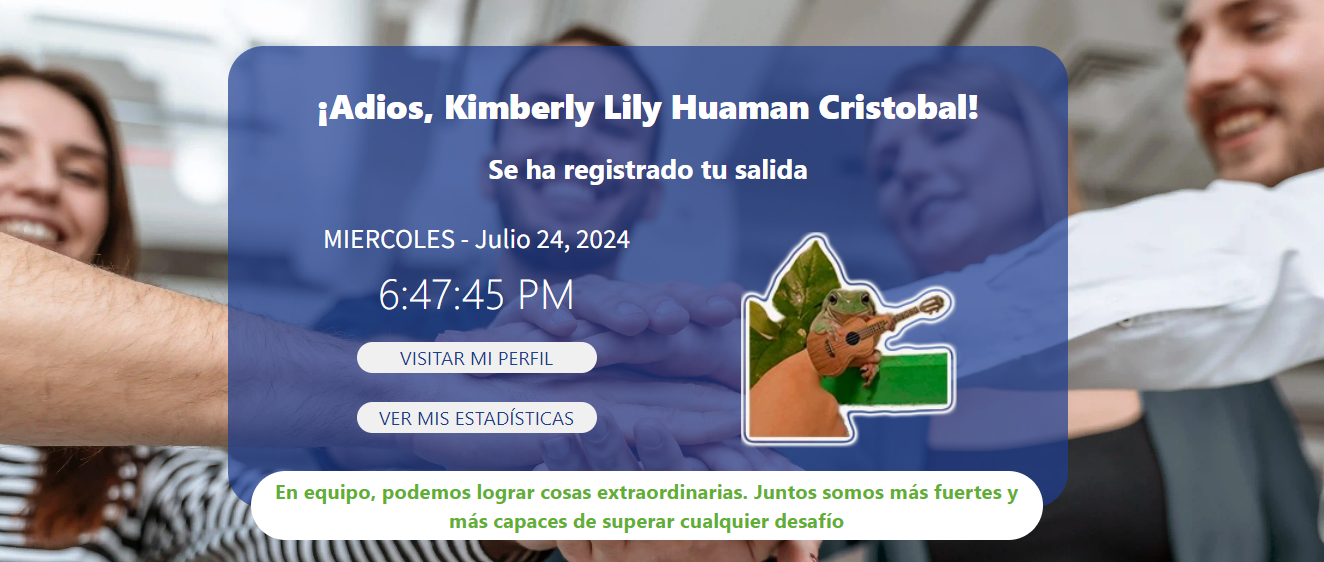 ¡Adios, Kimberly Lily Huaman Cristobal!
Se ha registrado tu salida
MIERCOLES - Julio 24, 2024
6:47:45 PM
VISITAR MI PERFIL
VER MIS ESTADÍSTICAS
En equipo, podemos lograr cosas extraordinarias. Juntos somos más fuertes y
más capaces de superar cualquier desafío